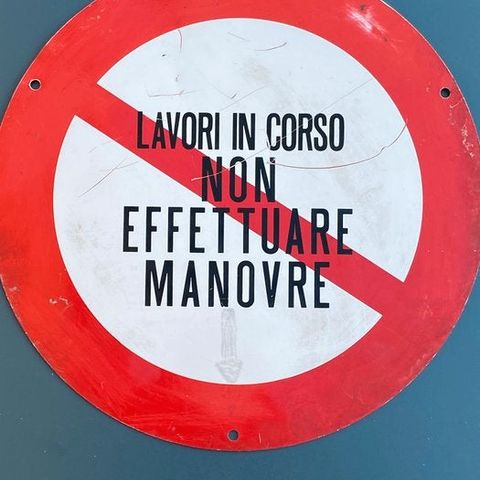 LAVORI IN CORSO
NON
EFFETTUARE
MANOVRE